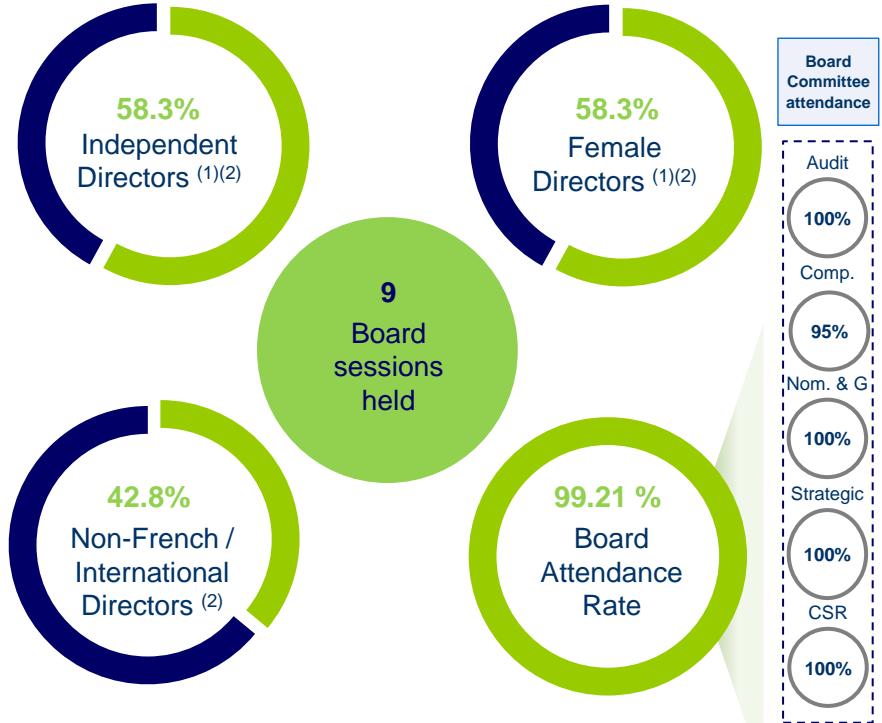 58.3%
Independent
Directors (1)(2)
58.3%
Female
Directors (1)(2)
9
Board
sessions
held
42.8%
Non-French /
International
Directors (2)
99.21 %
Board
Attendance
Rate
Board
Committee
attendance
Audit
100%
Comp.
95%
Nom. & G
100%
Strategic
100%
CSR
100%